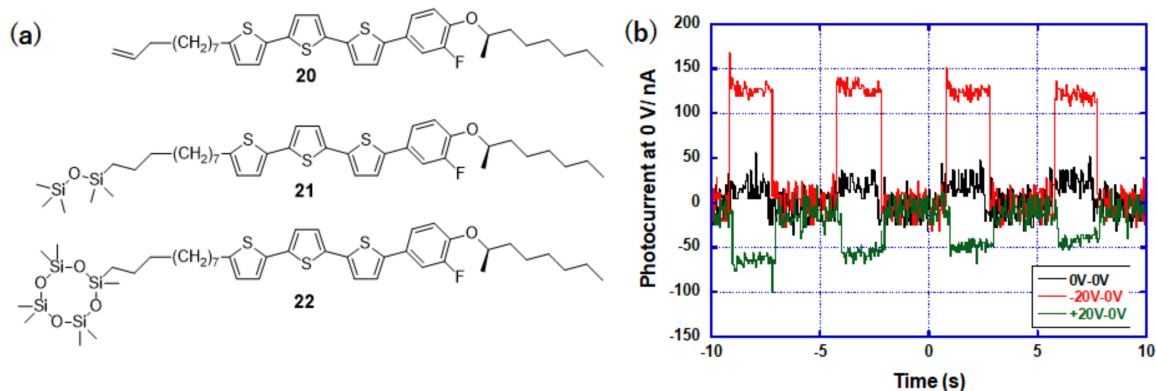 (a)
(CH₂)₇
S
S
S
O
F
20
O
Si
Si
(CH₂)₇
S
S
S
O
F
21
Si
O
Si
O
Si
O
Si
O
(CH₂)₇
S
S
S
O
F
22
(b)
Photocurrent at 0 V/ nA
200
150
100
50
0
-50
-100
-150
0V-0V
-20V-0V
+20V-0V
-10
-5
0
5
10
Time (s)